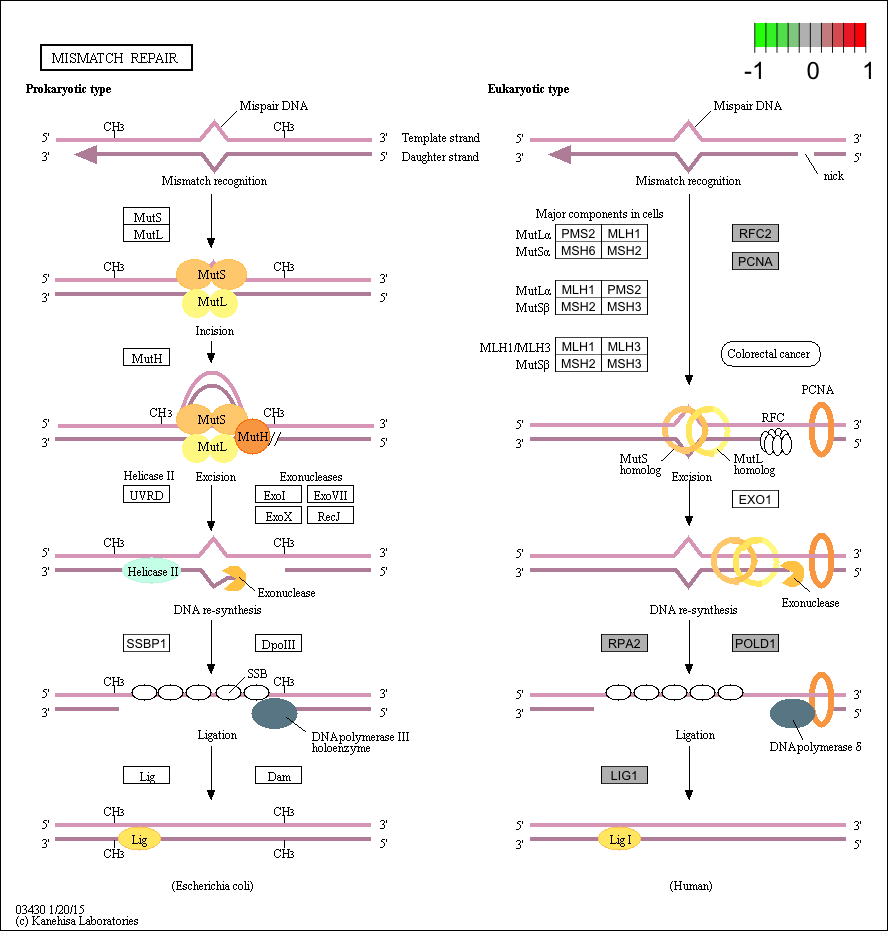 MISMATCH REPAIR
-1 0 1
Prokaryotic type
Mispair DNA
CH3 CH3
5' 3'
3' 5'
Template strand
Daughter strand
Mismatch recognition
MutS
MutL
CH3 CH3
5' 3'
MutS
3' 5'
MutL
Incision
MutH
CH3 CH3
5' 3'
MutS
3' 5'
MutH
MutL
Helicase II
Excision
Exonucleases
UVRD
ExoI ExoVII
ExoX RecJ
CH3 CH3
5' 3'
3' 5'
Helicase II
Exonuclease
DNA re-synthesis
SSBP1
DpoIII
SSB
CH3 CH3
5' 3'
3' 5'
DNA polymerase III
holoenzyme
Ligation
Lig
Dam
CH3 CH3
5' 3'
3' 5'
Lig
CH3 CH3
(Escherichia coli)
Eukaryotic type
Mispair DNA
5' 3'
3' 5'
nick
Mismatch recognition
Major components in cells
MutLα PMS2 MLH1
MutSα MSH6 MSH2
RFC2
PCNA
MutLα MLH1 PMS2
MutSβ MSH2 MSH3
MLH1/MLH3 MLH1 MLH3
MutSβ MSH2 MSH3
Colorectal cancer
PCNA
RFC
5' 3'
3' 5'
MutS
homolog
MutL
homolog
Excision
EXO1
5' 3'
3' 5'
Exonuclease
DNA re-synthesis
RPA2
POLD1
5' 3'
3' 5'
DNA polymerase δ
Ligation
LIG1
5' 3'
3' 5'
Lig I
(Human)
03430 1/20/15
(c) Kanehisa Laboratories